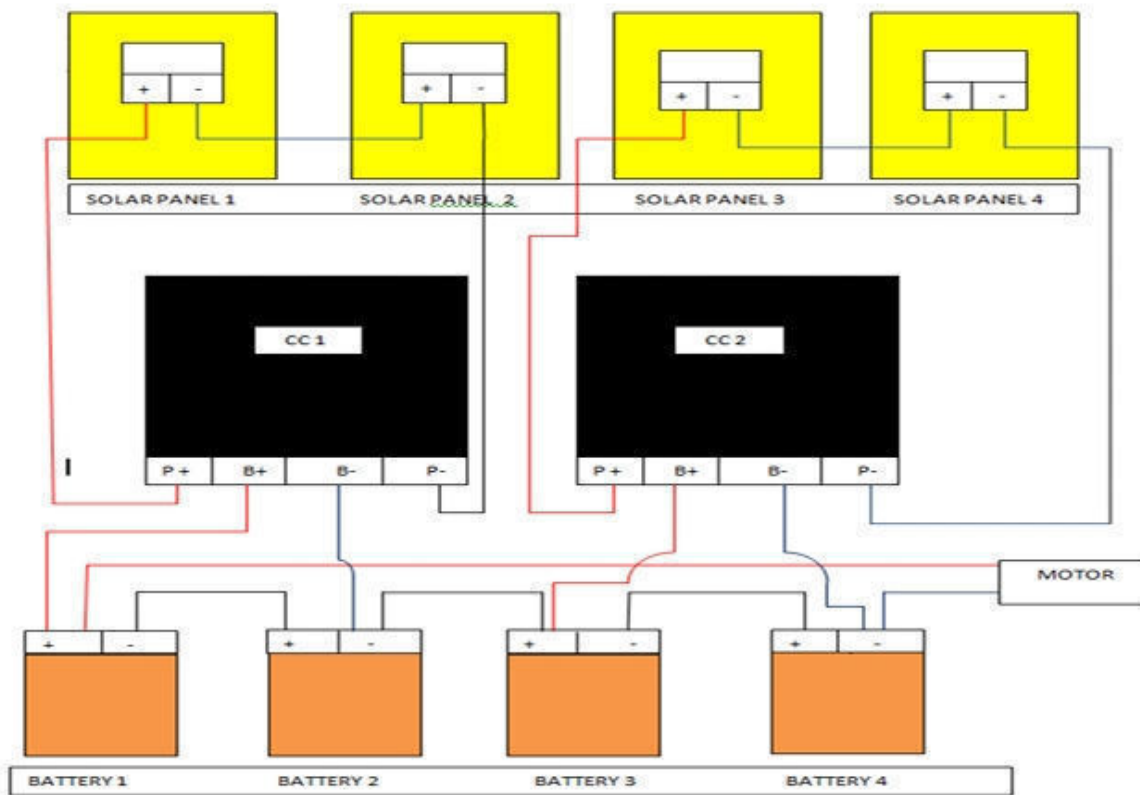 + - + - + - + -
SOLAR PANEL 1 SOLAR PANEL 2 SOLAR PANEL 3 SOLAR PANEL 4
CC 1 CC 2
P + B+ B- P- P + B+ B- P-
MOTOR
+ - + - + - + -
BATTERY 1 BATTERY 2 BATTERY 3 BATTERY 4